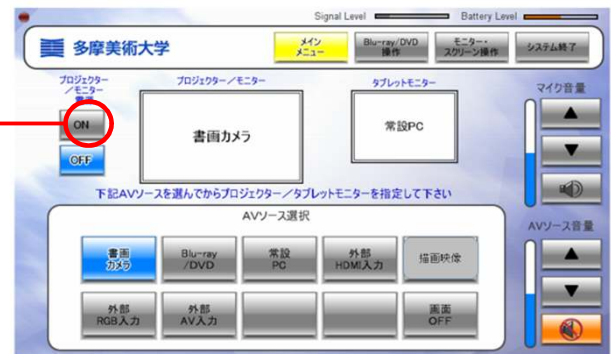 Signal Level
Battery Level
多摩美術大学
メイン
メニュー
Blu-ray/DVD
操作
モニター・
スクリーン操作
システム終了
プロジェクター
／モニター
電源
プロジェクター／モニター
タブレットモニター
マイク音量
ON
書画カメラ
常設PC
OFF
下記AVソースを選んでからプロジェクター／タブレットモニターを指定して下さい
AVソース選択
AVソース音量
書画
カメラ
Blu-ray
/DVD
常設
PC
外部
HDMI入力
描画映像
外部
RGB入力
外部
AV入力
画面
OFF